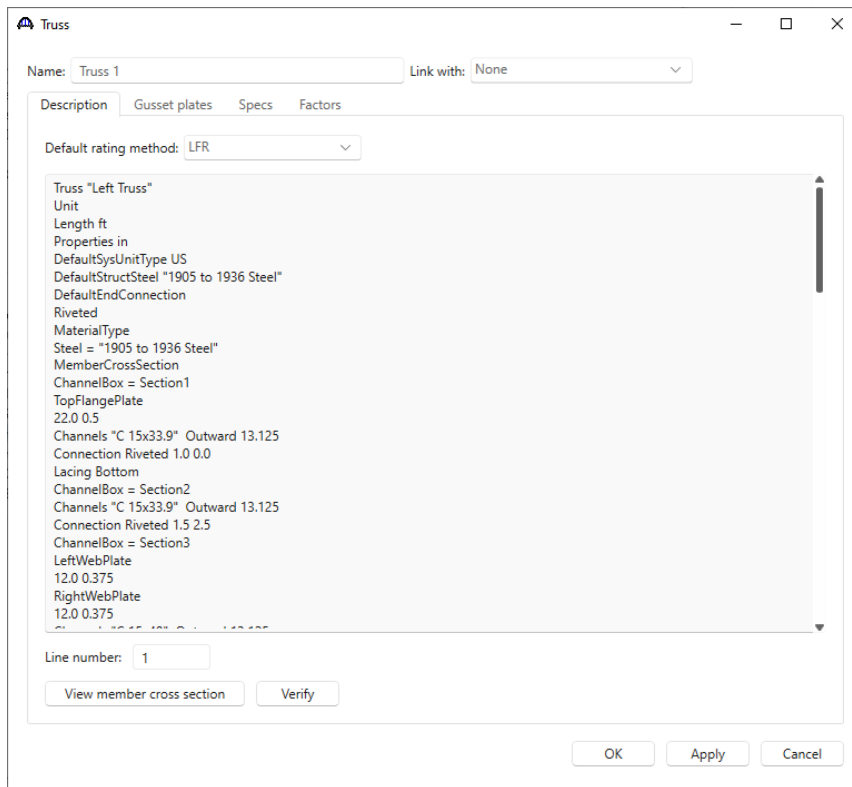 Truss
Name: Truss 1 Link with: None
Description Gusset plates Specs Factors
Default rating method: LFR
Truss "Left Truss"
Unit
Length ft
Properties in
DefaultSysUnitType US
DefaultStructSteel "1905 to 1936 Steel"
DefaultEndConnection
Riveted
MaterialType
Steel = "1905 to 1936 Steel"
MemberCrossSection
ChannelBox = Section1
TopFlangePlate
22.0 0.5
Channels "C 15x33.9"  Outward 13.125
Connection Riveted 1.0 0.0
Lacing Bottom
ChannelBox = Section2
Channels "C 15x33.9"  Outward 13.125
Connection Riveted 1.5 2.5
ChannelBox = Section3
LeftWebPlate
12.0 0.375
RightWebPlate
12.0 0.375
Line number: 1
View member cross section Verify
OK Apply Cancel